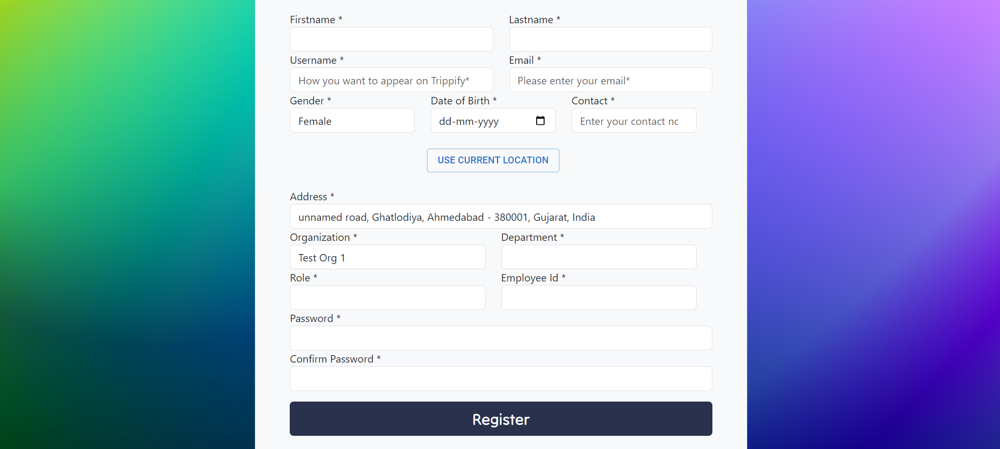 Firstname * Lastname *
Username * Email *
How you want to appear on Trippify* Please enter your email*
Gender * Date of Birth * Contact *
Female dd-mm-yyyy Enter your contact nc
USE CURRENT LOCATION
Address *
unnamed road, Ghatlodiya, Ahmedabad - 380001, Gujarat, India
Organization * Department *
Test Org 1
Role * Employee Id *
Password *
Confirm Password *
Register